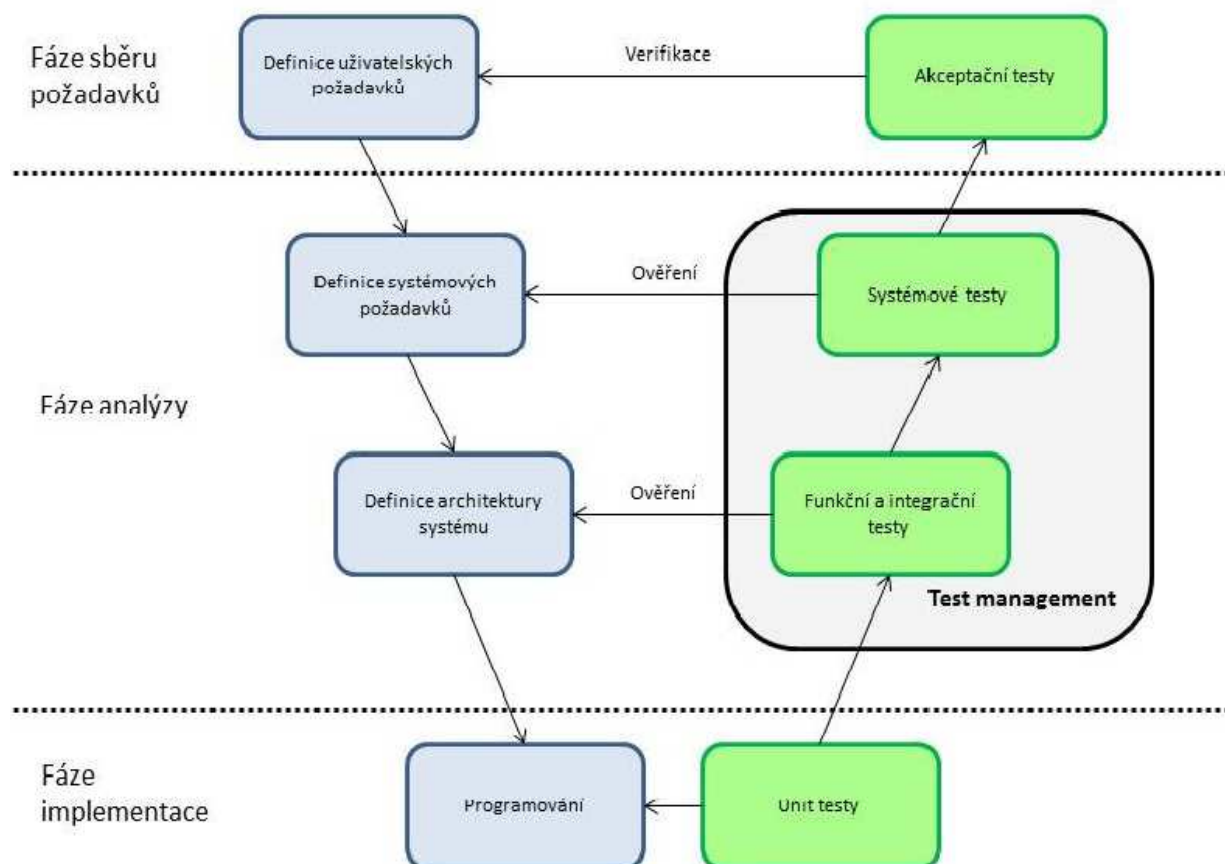 Fáze sběru
požadavků
Definice uživatelských
požadavků
Verifikace
Akceptační testy
Definice systémových
požadavků
Ověření
Systémové testy
Fáze analýzy
Definice architektury
systému
Ověření
Funkční a integrační
testy
Test management
Fáze
implementace
Programování
Unit testy